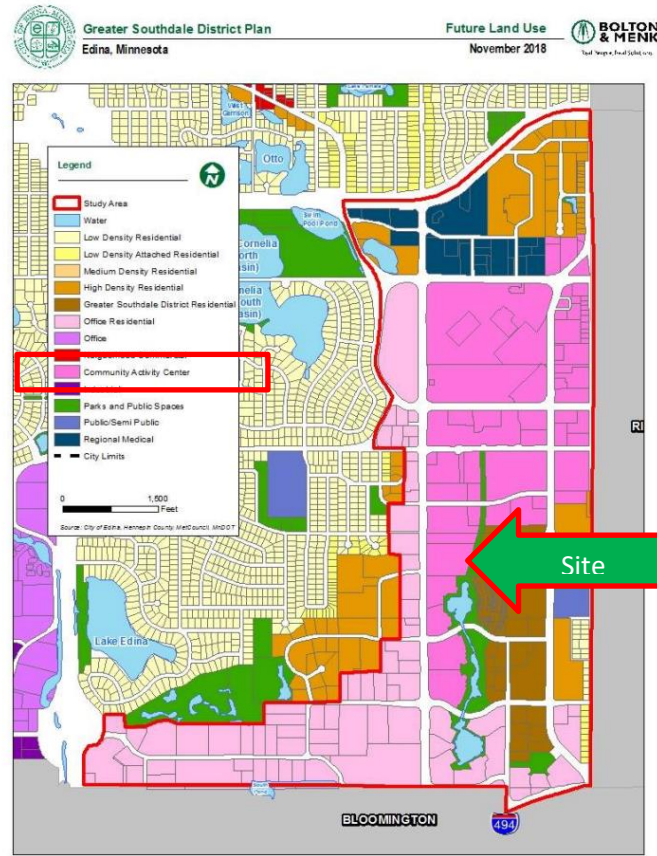 Greater Southdale District Plan
Edina, Minnesota
Future Land Use
November 2018
BOLTON
& MENK
Legend
N
Study Area
Water
Low Density Residential
Low Density Attached Residential
Medium Density Residential
High Density Residential
Greater Southdale District Residential
Office Residential
Office
Community Activity Center
Parks and Public Spaces
Public/Semi Public
Regional Medical
City Limits
0 1,500
Feet
Source: City of Edina, Hennepin County, MetCouncil, MnDOT
Otto
Cornelia
Lake Edina
RI
Site
BLOOMINGTON
494